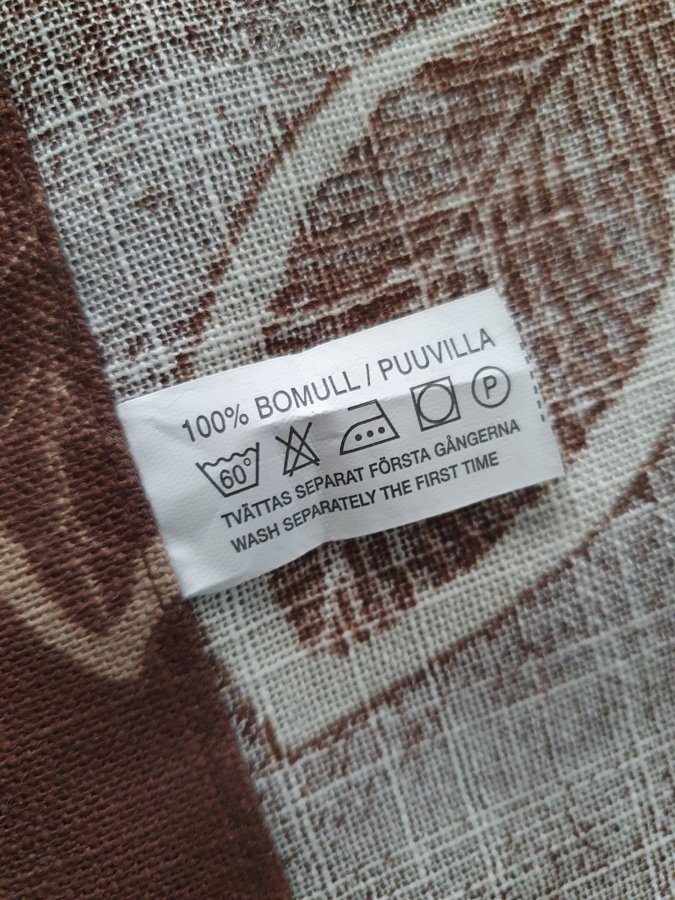 100% BOMULL / PUUVILLA
60° P
TVÄTTAS SEPARAT FÖRSTA GÅNGERNA
WASH SEPARATELY THE FIRST TIME